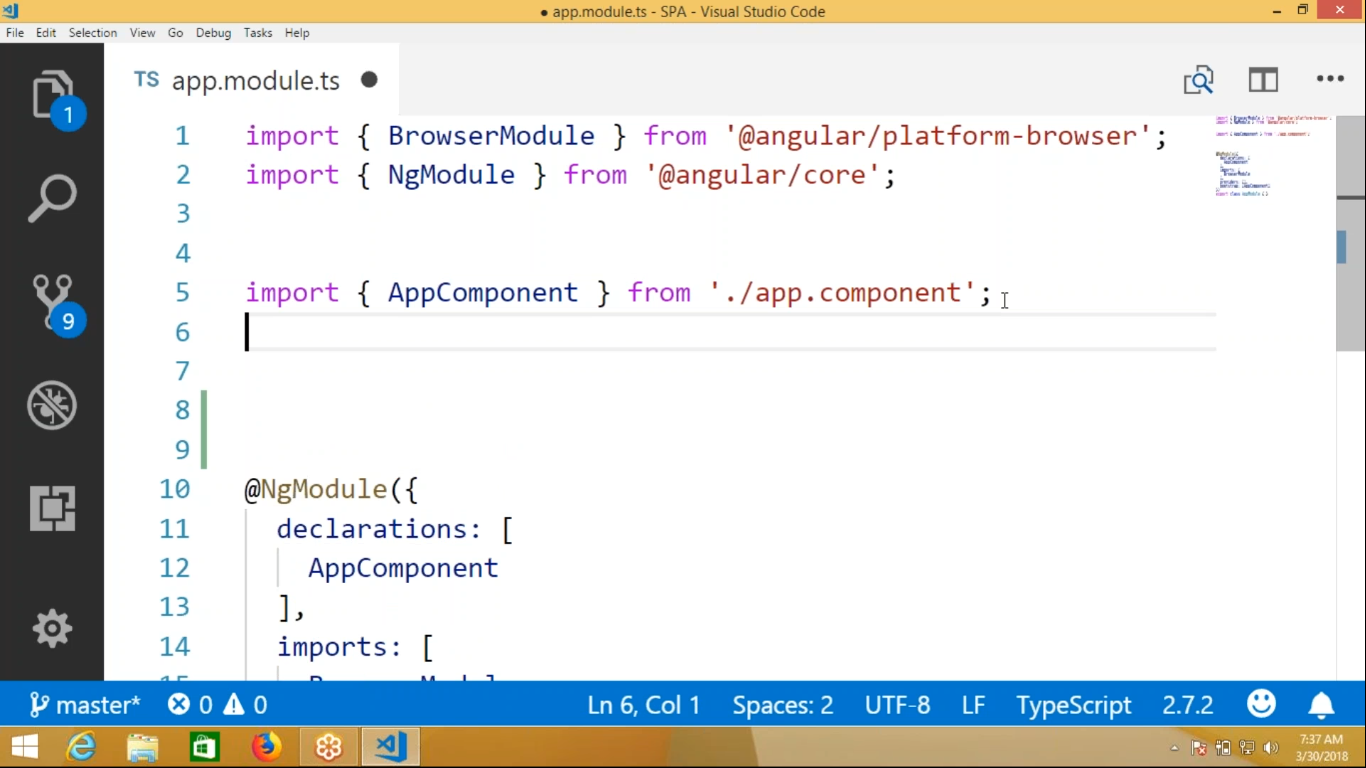 ● app.module.ts - SPA - Visual Studio Code
File Edit Selection View Go Debug Tasks Help
TS app.module.ts ●
1
1 import { BrowserModule } from '@angular/platform-browser';
2 import { NgModule } from '@angular/core';
3
4
5 import { AppComponent } from './app.component';
6
9
7
8
9
10 @NgModule({
11 declarations: [
12 AppComponent
13 ],
14 imports: [
master* 0 0 Ln 6, Col 1 Spaces: 2 UTF-8 LF TypeScript 2.7.2
7:37 AM
3/30/2018